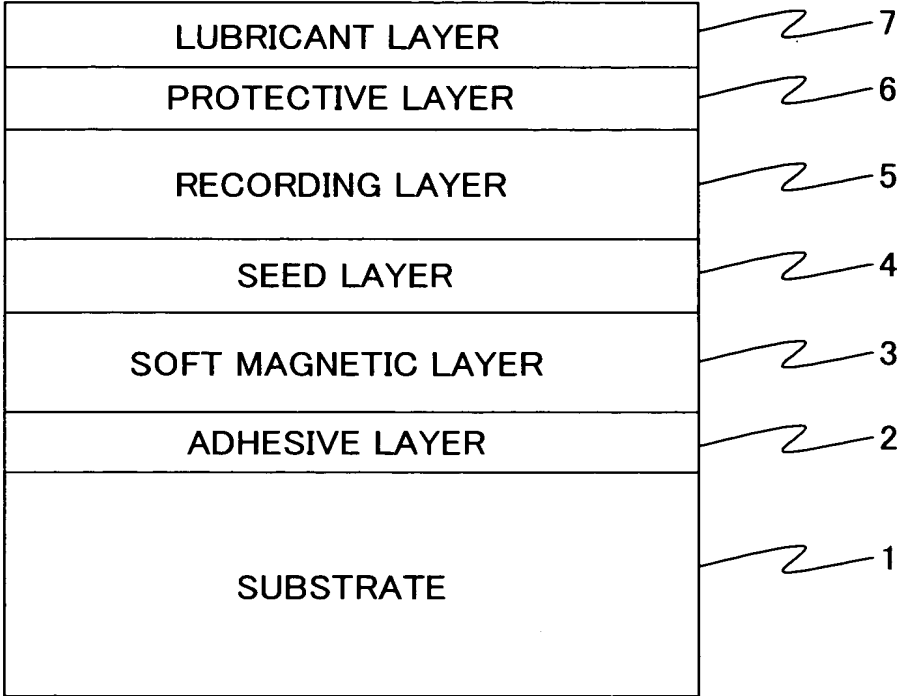 LUBRICANT LAYER 7
PROTECTIVE LAYER 6
RECORDING LAYER 5
SEED LAYER 4
SOFT MAGNETIC LAYER 3
ADHESIVE LAYER 2
SUBSTRATE 1